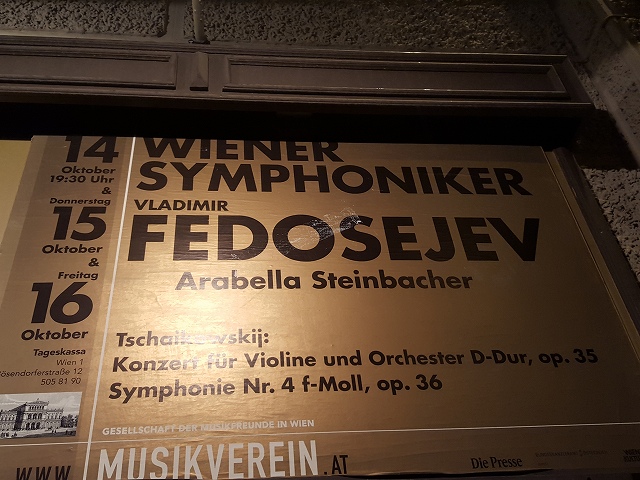 14
Oktober
19:30 Uhr
&
Donnerstag
15
Oktober
&
Freitag
16
Oktober
Tageskassa
Wien 1
ösendorferstraße 12
505 81 90
WIENER
SYMPHONIKER
VLADIMIR
FEDOSEJEV
Arabella Steinbacher
Tschaikowskij:
Konzert für Violine und Orchester D-Dur, op. 35
Symphonie Nr. 4 f-Moll, op. 36
GESELLSCHAFT DER MUSIKFREUNDE IN WIEN
WWW.MUSIKVEREIN.AT
Die Presse